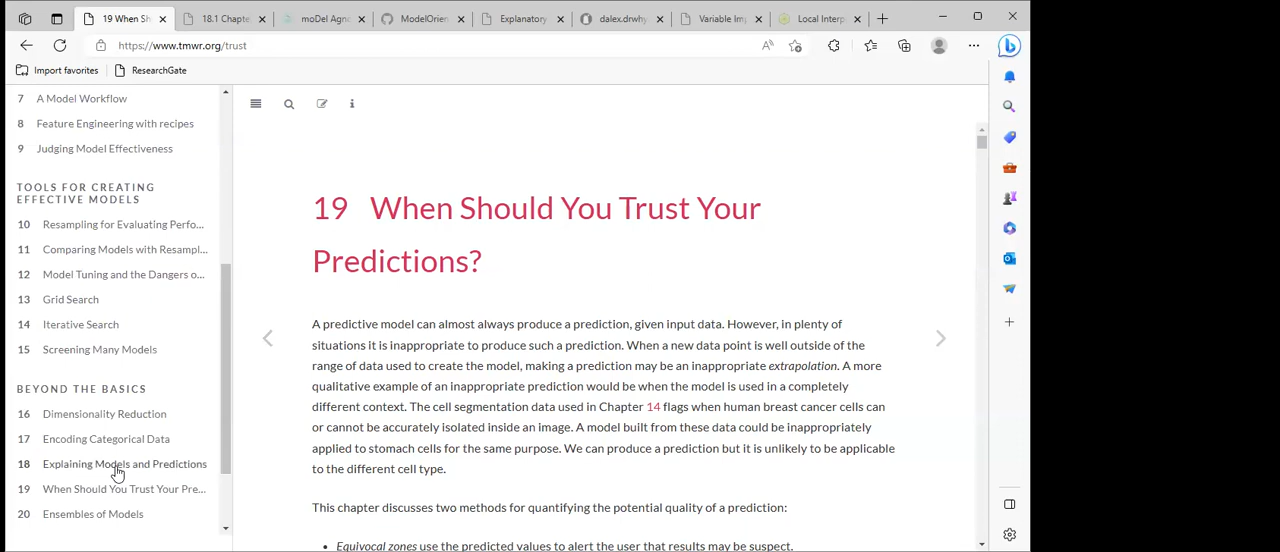 19 When Sh
18.1 Chapte
moDel Agno
ModelOrien
Explanatory
dalex.drwhy
Variable Imp
Local Interp
https://www.tmwr.org/trust
Import favorites
ResearchGate
7 A Model Workflow
8 Feature Engineering with recipes
9 Judging Model Effectiveness
TOOLS FOR CREATING
EFFECTIVE MODELS
10 Resampling for Evaluating Perfo...
11 Comparing Models with Resampl...
12 Model Tuning and the Dangers o...
13 Grid Search
14 Iterative Search
15 Screening Many Models
BEYOND THE BASICS
16 Dimensionality Reduction
17 Encoding Categorical Data
18 Explaining Models and Predictions
19 When Should You Trust Your Pre...
20 Ensembles of Models
19 When Should You Trust Your
Predictions?
A predictive model can almost always produce a prediction, given input data. However, in plenty of
situations it is inappropriate to produce such a prediction. When a new data point is well outside of the
range of data used to create the model, making a prediction may be an inappropriate extrapolation. A more
qualitative example of an inappropriate prediction would be when the model is used in a completely
different context. The cell segmentation data used in Chapter 14 flags when human breast cancer cells can
or cannot be accurately isolated inside an image. A model built from these data could be inappropriately
applied to stomach cells for the same purpose. We can produce a prediction but it is unlikely to be applicable
to the different cell type.
This chapter discusses two methods for quantifying the potential quality of a prediction:
• Equivocal zones use the predicted values to alert the user that results may be suspect.